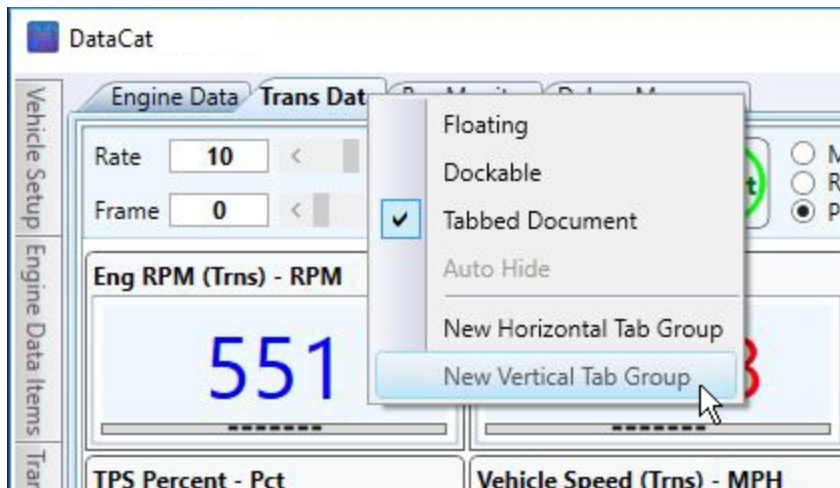 DataCat
Vehicle Setup
Engine Data Items
Engine Data
Trans Dat
Rate 10
Frame 0
Floating
Dockable
Tabbed Document
Auto Hide
New Horizontal Tab Group
New Vertical Tab Group
Eng RPM (Trns) - RPM
551
TPS Percent - Pct
Vehicle Speed (Trns) - MPH